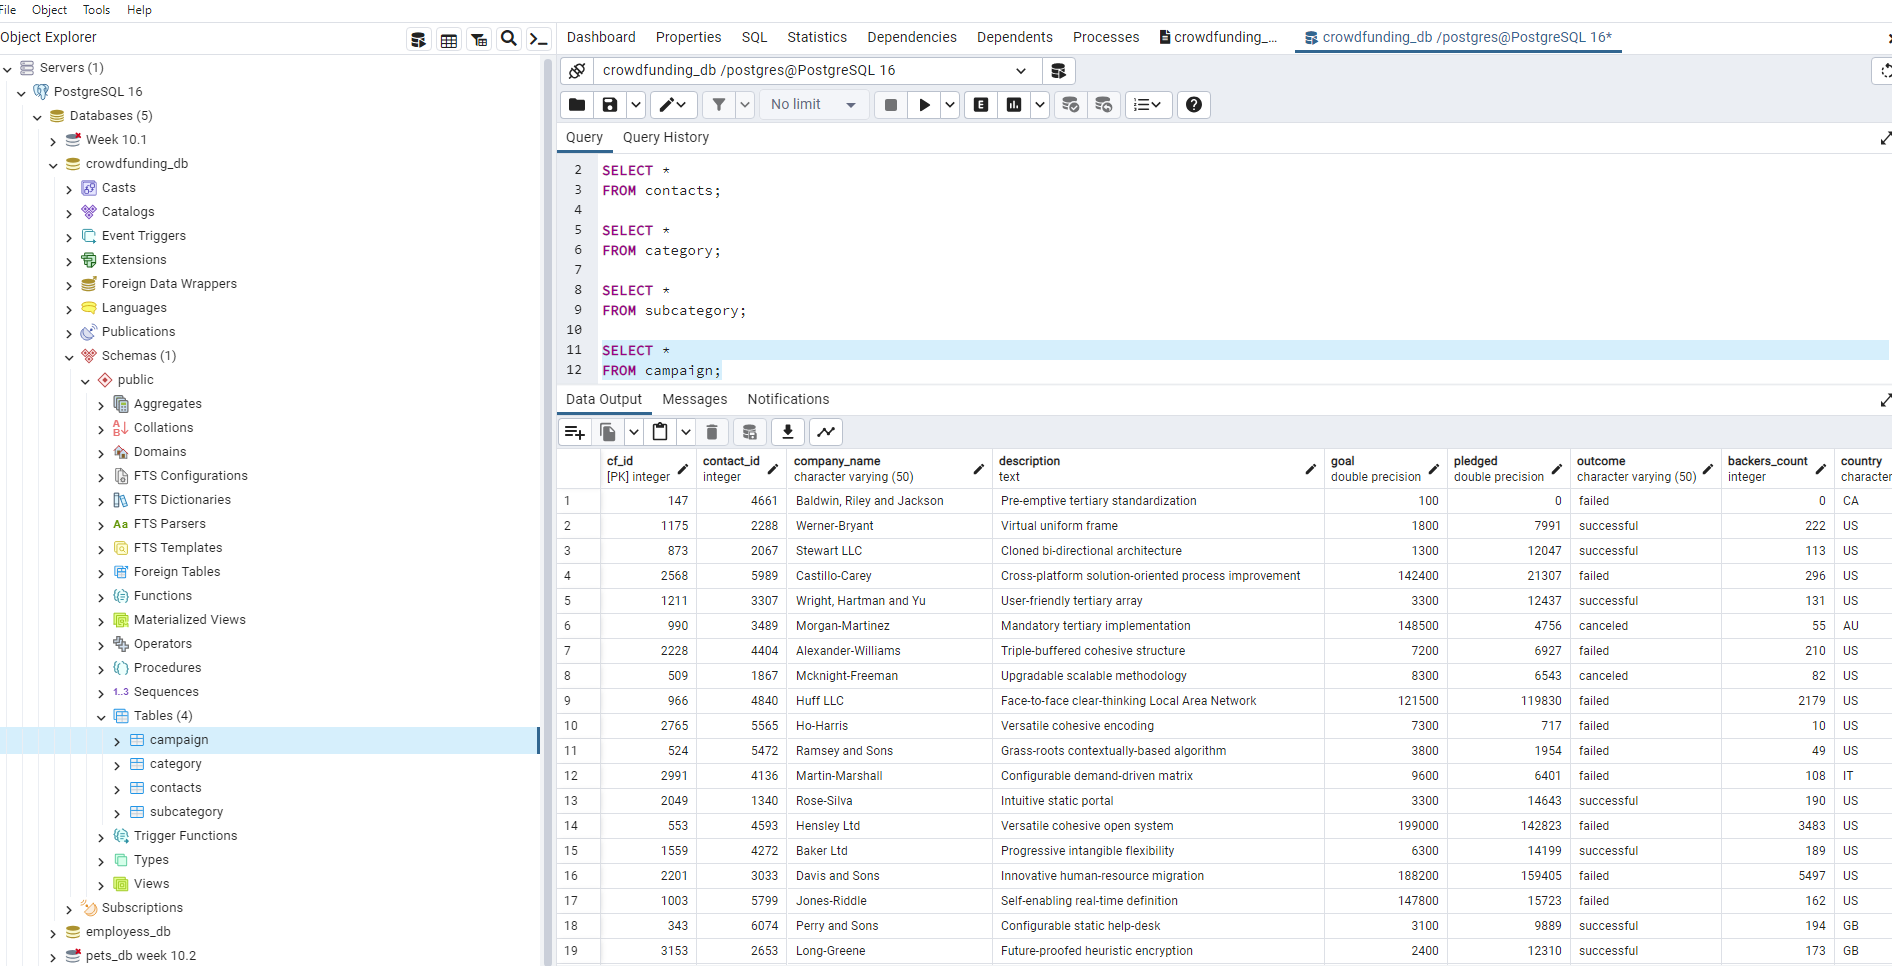 File Object Tools Help
Object Explorer
Servers (1)
PostgreSQL 16
Databases (5)
Week 10.1
crowdfunding_db
Casts
Catalogs
Event Triggers
Extensions
Foreign Data Wrappers
Languages
Publications
Schemas (1)
public
Aggregates
Collations
Domains
FTS Configurations
FTS Dictionaries
Aa FTS Parsers
FTS Templates
Foreign Tables
Functions
Materialized Views
Operators
Procedures
1..3 Sequences
Tables (4)
campaign
category
contacts
subcategory
Trigger Functions
Types
Views
Subscriptions
employess_db
pets_db week 10.2
Dashboard Properties SQL Statistics Dependencies Dependents Processes crowdfunding_... crowdfunding_db /postgres@PostgreSQL 16*
crowdfunding_db /postgres@PostgreSQL 16
No limit E
Query Query History
2 SELECT *
3 FROM contacts;
4
5 SELECT *
6 FROM category;
7
8 SELECT *
9 FROM subcategory;
10
11 SELECT *
12 FROM campaign;
Data Output Messages Notifications
cf_id contact_id company_name description goal pledged outcome backers_count country
[PK] integer integer character varying (50) text double precision double precision character varying (50) integer character
1 147 4661 Baldwin, Riley and Jackson Pre-emptive tertiary standardization 100 0 failed 0 CA
2 1175 2288 Werner-Bryant Virtual uniform frame 1800 7991 successful 222 US
3 873 2067 Stewart LLC Cloned bi-directional architecture 1300 12047 successful 113 US
4 2568 5989 Castillo-Carey Cross-platform solution-oriented process improvement 142400 21307 failed 296 US
5 1211 3307 Wright, Hartman and Yu User-friendly tertiary array 3300 12437 successful 131 US
6 990 3489 Morgan-Martinez Mandatory tertiary implementation 148500 4756 canceled 55 AU
7 2228 4404 Alexander-Williams Triple-buffered cohesive structure 7200 6927 failed 210 US
8 509 1867 Mcknight-Freeman Upgradable scalable methodology 8300 6543 canceled 82 US
9 966 4840 Huff LLC Face-to-face clear-thinking Local Area Network 121500 119830 failed 2179 US
10 2765 5565 Ho-Harris Versatile cohesive encoding 7300 717 failed 10 US
11 524 5472 Ramsey and Sons Grass-roots contextually-based algorithm 3800 1954 failed 49 US
12 2991 4136 Martin-Marshall Configurable demand-driven matrix 9600 6401 failed 108 IT
13 2049 1340 Rose-Silva Intuitive static portal 3300 14643 successful 190 US
14 553 4593 Hensley Ltd Versatile cohesive open system 199000 142823 failed 3483 US
15 1559 4272 Baker Ltd Progressive intangible flexibility 6300 14199 successful 189 US
16 2201 3033 Davis and Sons Innovative human-resource migration 188200 159405 failed 5497 US
17 1003 5799 Jones-Riddle Self-enabling real-time definition 147800 15723 failed 162 US
18 343 6074 Perry and Sons Configurable static help-desk 3100 9889 successful 194 GB
19 3153 2653 Long-Greene Future-proofed heuristic encryption 2400 12310 successful 173 GB